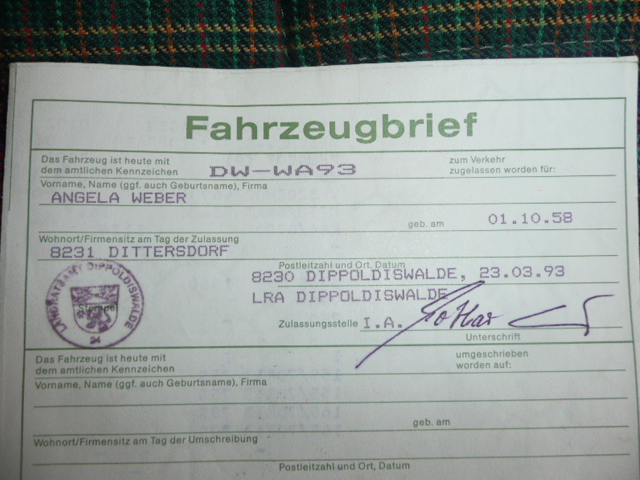 Fahrzeugbrief
Das Fahrzeug ist heute mit
dem amtlichen Kennzeichen
DW-WA93
zum Verkehr
zugelassen worden für:
Vorname, Name (ggf. auch Geburtsname), Firma
ANGELA WEBER
geb. am
01.10.58
Wohnort/Firmensitz am Tag der Zulassung
8231 DITTERSDORF
Postleitzahl und Ort, Datum
8230 DIPPOLDISWALDE, 23.03.93
LRA DIPPOLDISWALDE
LANDRATSAMT DIPPOLDISWALDE
Stempel
24
Zulassungsstelle I.A.
Unterschrift
Das Fahrzeug ist heute mit
dem amtlichen Kennzeichen
umgeschrieben
worden auf:
Vorname, Name (ggf. auch Geburtsname), Firma
geb. am
Wohnort/Firmensitz am Tag der Umschreibung
Postleitzahl und Ort, Datum